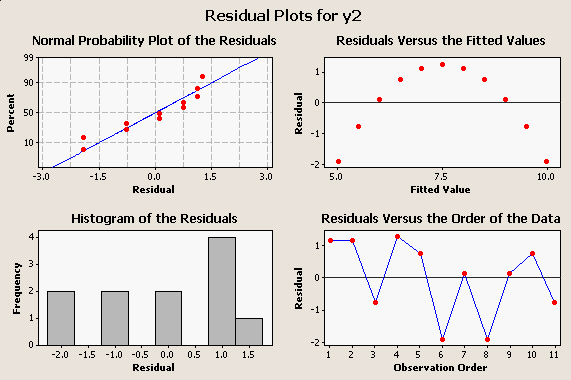 Residual Plots for y2
Normal Probability Plot of the Residuals
99
90
50
10
Percent
-3.0 -1.5 0.0 1.5 3.0
Residual
Residuals Versus the Fitted Values
1
0
-1
-2
Residual
5.0 7.5 10.0
Fitted Value
Histogram of the Residuals
4
3
2
1
0
Frequency
-2.0 -1.5 -1.0 -0.5 0.0 0.5 1.0 1.5
Residual
Residuals Versus the Order of the Data
1
0
-1
-2
Residual
1 2 3 4 5 6 7 8 9 10 11
Observation Order